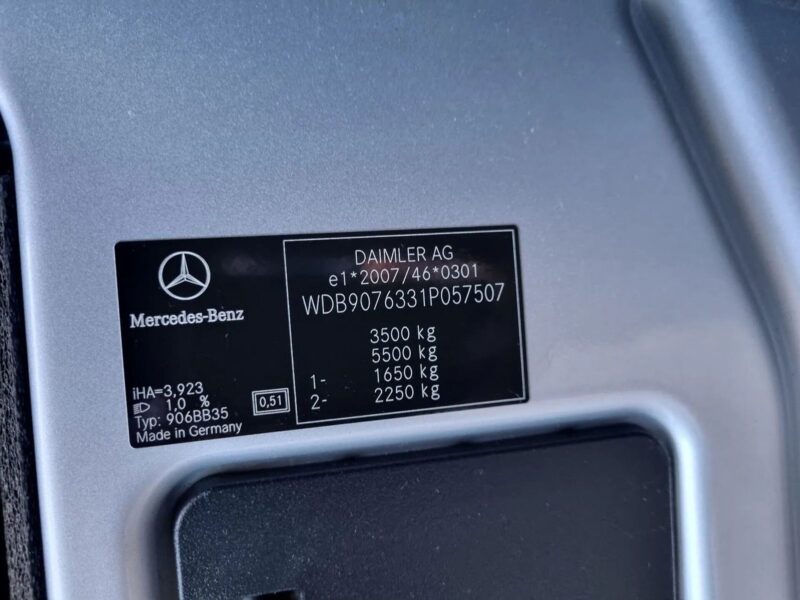 Mercedes-Benz
iHA=3,923
1,0 %
Typ: 906BB35
Made in Germany
0,51
DAIMLER AG
e1*2007/46*0301
WDB9076331P057507
3500 kg
5500 kg
1- 1650 kg
2- 2250 kg